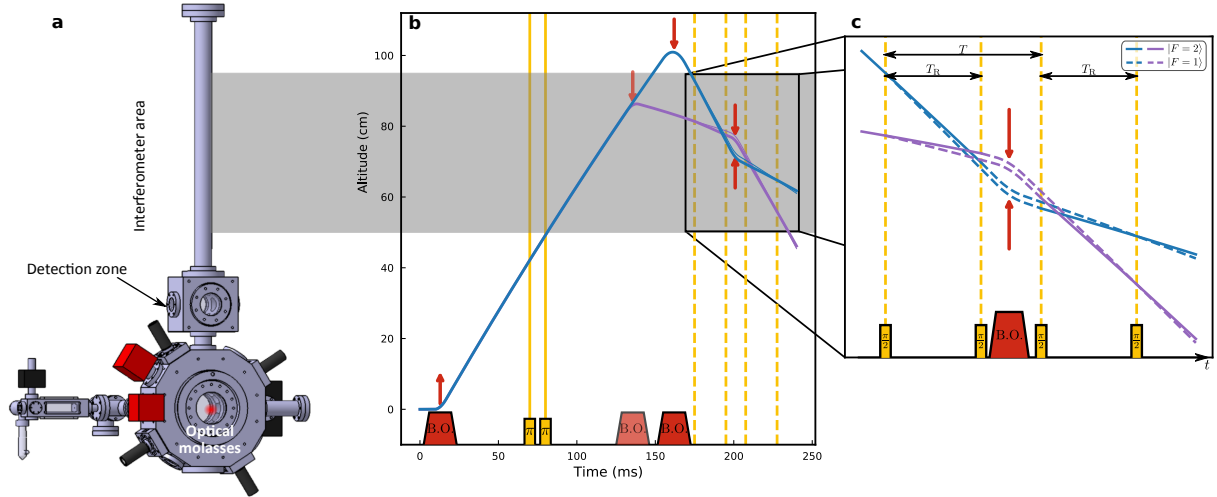 a
Interferometer area
Detection zone
Optical
molasses
b
Altitude (cm)
100
80
60
40
20
0
B.O.
π
π
B.O.
B.O.
0
50
100
150
200
250
Time (ms)
c
T
T_R
T_R
|F = 2⟩
|F = 1⟩
π/2
π/2
B.O.
π/2
π/2
t